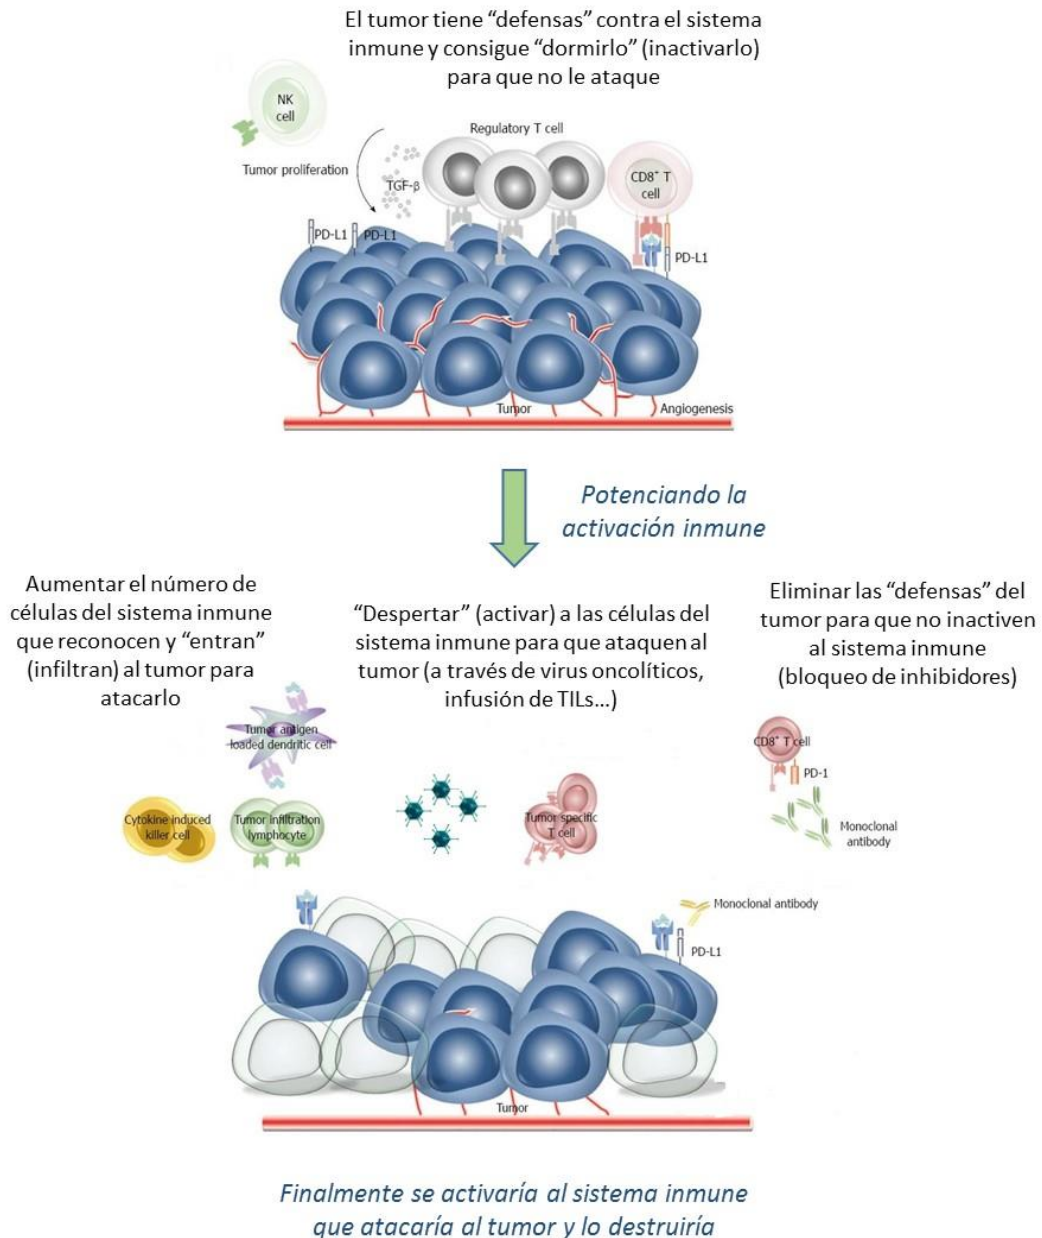 El tumor tiene “defensas” contra el sistema
inmune y consigue “dormirlo” (inactivarlo)
para que no le ataque
NK
cell
Regulatory T cell
Tumor proliferation
TGF-β
CD8⁺ T
cell
PD-L1
PD-L1
PD-L1
Tumor
Angiogenesis
Potenciando la
activación inmune
Aumentar el número de
células del sistema inmune
que reconocen y “entran”
(infiltran) al tumor para
atacarlo
“Despertar” (activar) a las células del
sistema inmune para que ataquen al
tumor (a través de virus oncolíticos,
infusión de TILs…)
Eliminar las “defensas” del
tumor para que no inactiven
al sistema inmune
(bloqueo de inhibidores)
Tumor antigen
loaded dendritic cell
Cytokine induced
killer cell
Tumor infiltration
lymphocyte
Tumor specific
T cell
CD8⁺ T cell
PD-1
Monoclonal
antibody
Monoclonal antibody
PD-L1
Tumor
Finalmente se activaría al sistema inmune
que atacaría al tumor y lo destruiría